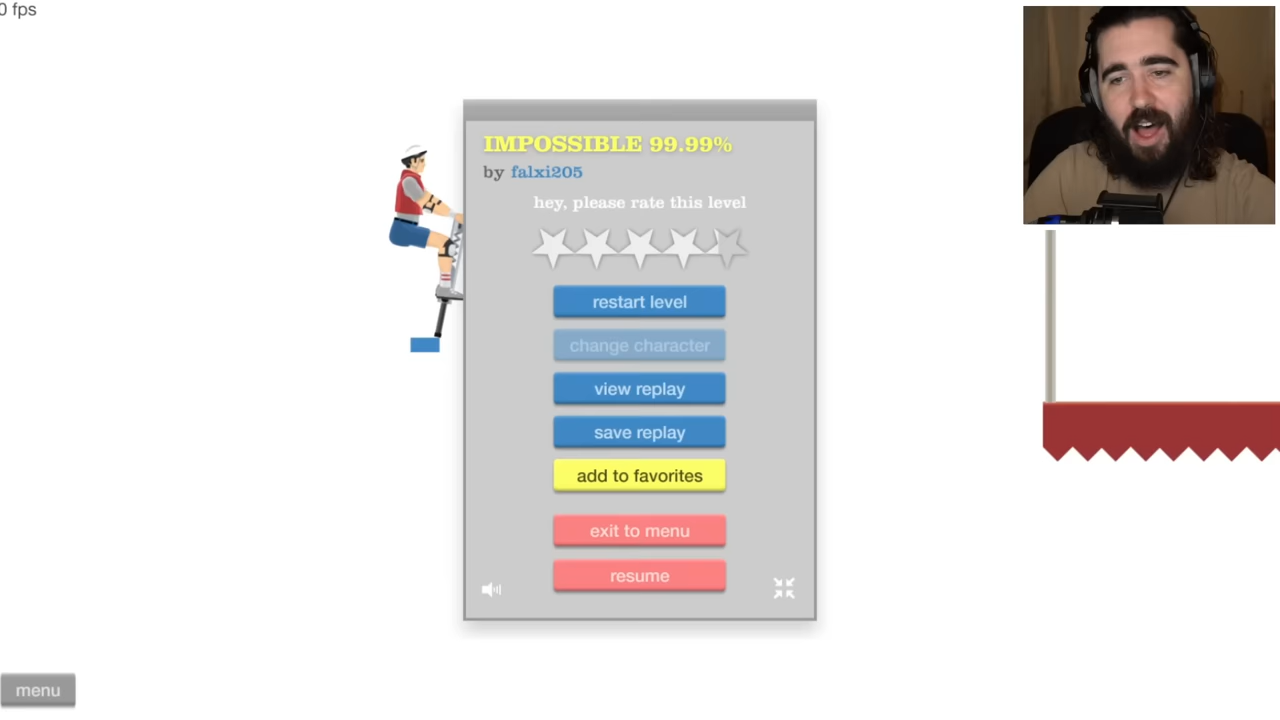 0 fps
IMPOSSIBLE 99.99%
by falxi205
hey, please rate this level
restart level
change character
view replay
save replay
add to favorites
exit to menu
resume
menu